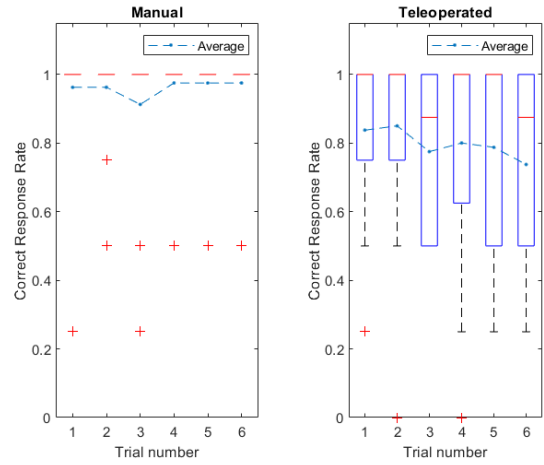 Manual
Average
1
0.8
0.6
0.4
0.2
0
Correct Response Rate
1 2 3 4 5 6
Trial number
Teleoperated
Average
1
0.8
0.6
0.4
0.2
0
Correct Response Rate
1 2 3 4 5 6
Trial number